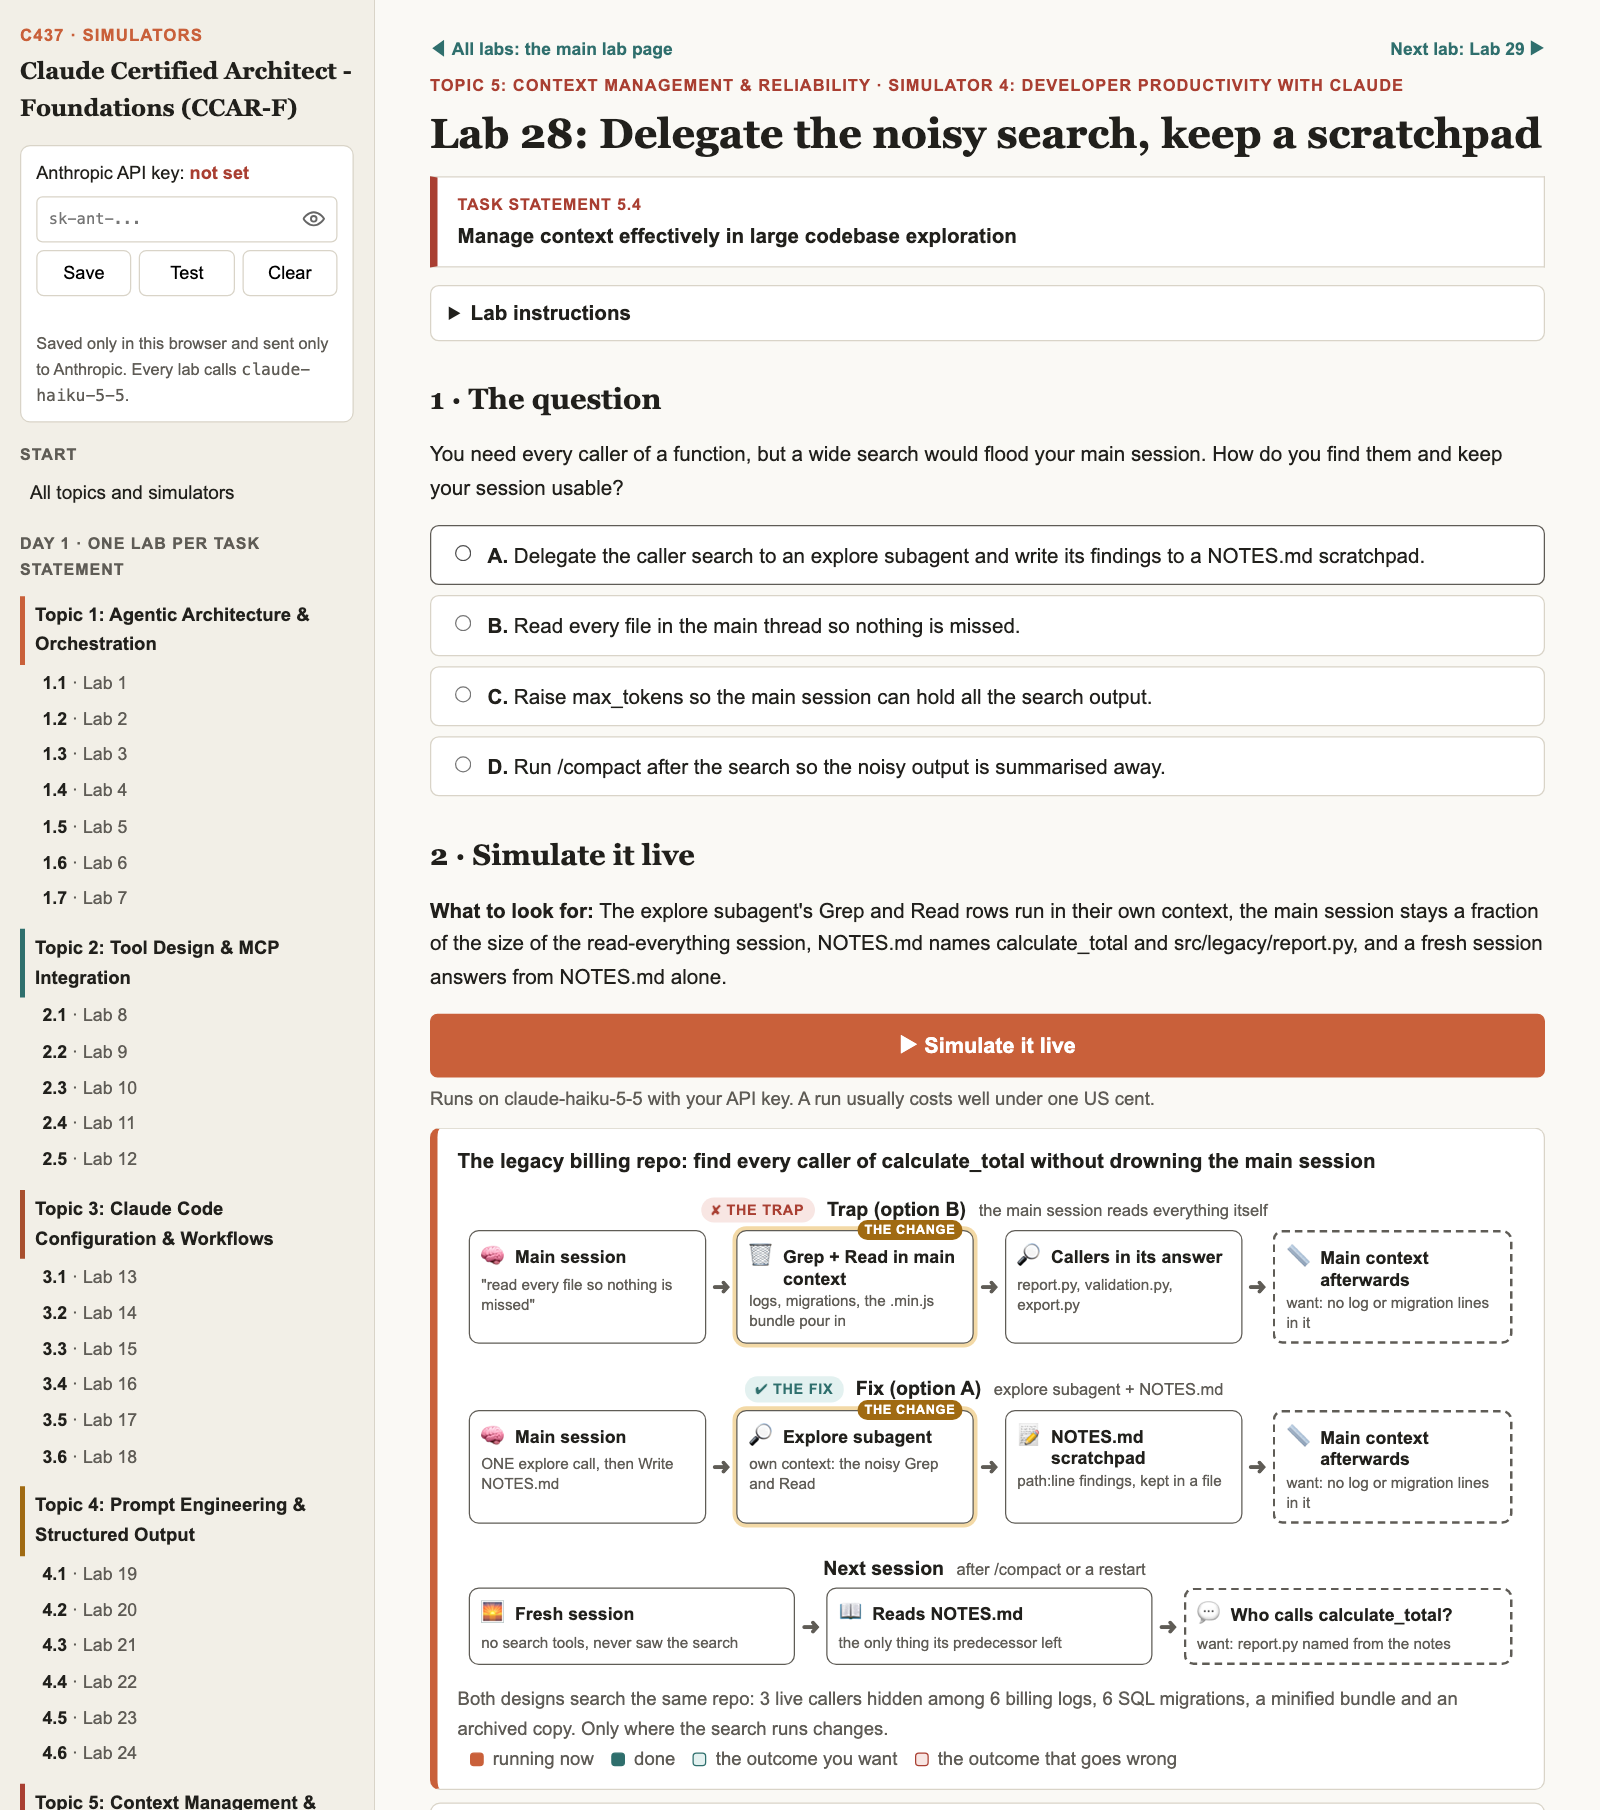 C437 · SIMULATORS
Claude Certified Architect -
Foundations (CCAR-F)
Anthropic API key: not set
sk-ant-...
Save
Test
Clear
Saved only in this browser and sent only
to Anthropic. Every lab calls claude-
haiku-5-5.
START
All topics and simulators
DAY 1 · ONE LAB PER TASK
STATEMENT
Topic 1: Agentic Architecture &
Orchestration
1.1 · Lab 1
1.2 · Lab 2
1.3 · Lab 3
1.4 · Lab 4
1.5 · Lab 5
1.6 · Lab 6
1.7 · Lab 7
Topic 2: Tool Design & MCP
Integration
2.1 · Lab 8
2.2 · Lab 9
2.3 · Lab 10
2.4 · Lab 11
2.5 · Lab 12
Topic 3: Claude Code
Configuration & Workflows
3.1 · Lab 13
3.2 · Lab 14
3.3 · Lab 15
3.4 · Lab 16
3.5 · Lab 17
3.6 · Lab 18
Topic 4: Prompt Engineering &
Structured Output
4.1 · Lab 19
4.2 · Lab 20
4.3 · Lab 21
4.4 · Lab 22
4.5 · Lab 23
4.6 · Lab 24
Topic 5: Context Management &
◀ All labs: the main lab page
Next lab: Lab 29 ▶
TOPIC 5: CONTEXT MANAGEMENT & RELIABILITY · SIMULATOR 4: DEVELOPER PRODUCTIVITY WITH CLAUDE
Lab 28: Delegate the noisy search, keep a scratchpad
TASK STATEMENT 5.4
Manage context effectively in large codebase exploration
▶ Lab instructions
1 · The question
You need every caller of a function, but a wide search would flood your main session. How do you find them and keep
your session usable?
A. Delegate the caller search to an explore subagent and write its findings to a NOTES.md scratchpad.
B. Read every file in the main thread so nothing is missed.
C. Raise max_tokens so the main session can hold all the search output.
D. Run /compact after the search so the noisy output is summarised away.
2 · Simulate it live
What to look for: The explore subagent's Grep and Read rows run in their own context, the main session stays a fraction
of the size of the read-everything session, NOTES.md names calculate_total and src/legacy/report.py, and a fresh session
answers from NOTES.md alone.
▶ Simulate it live
Runs on claude-haiku-5-5 with your API key. A run usually costs well under one US cent.
The legacy billing repo: find every caller of calculate_total without drowning the main session
✘ THE TRAP Trap (option B) the main session reads everything itself
Main session
"read every file so nothing is
missed"
THE CHANGE
Grep + Read in main
context
logs, migrations, the .min.js
bundle pour in
Callers in its answer
report.py, validation.py,
export.py
Main context
afterwards
want: no log or migration lines
in it
✔ THE FIX Fix (option A) explore subagent + NOTES.md
Main session
ONE explore call, then Write
NOTES.md
THE CHANGE
Explore subagent
own context: the noisy Grep
and Read
NOTES.md
scratchpad
path:line findings, kept in a file
Main context
afterwards
want: no log or migration lines
in it
Next session after /compact or a restart
Fresh session
no search tools, never saw the search
Reads NOTES.md
the only thing its predecessor left
Who calls calculate_total?
want: report.py named from the notes
Both designs search the same repo: 3 live callers hidden among 6 billing logs, 6 SQL migrations, a minified bundle and an
archived copy. Only where the search runs changes.
running now done the outcome you want the outcome that goes wrong